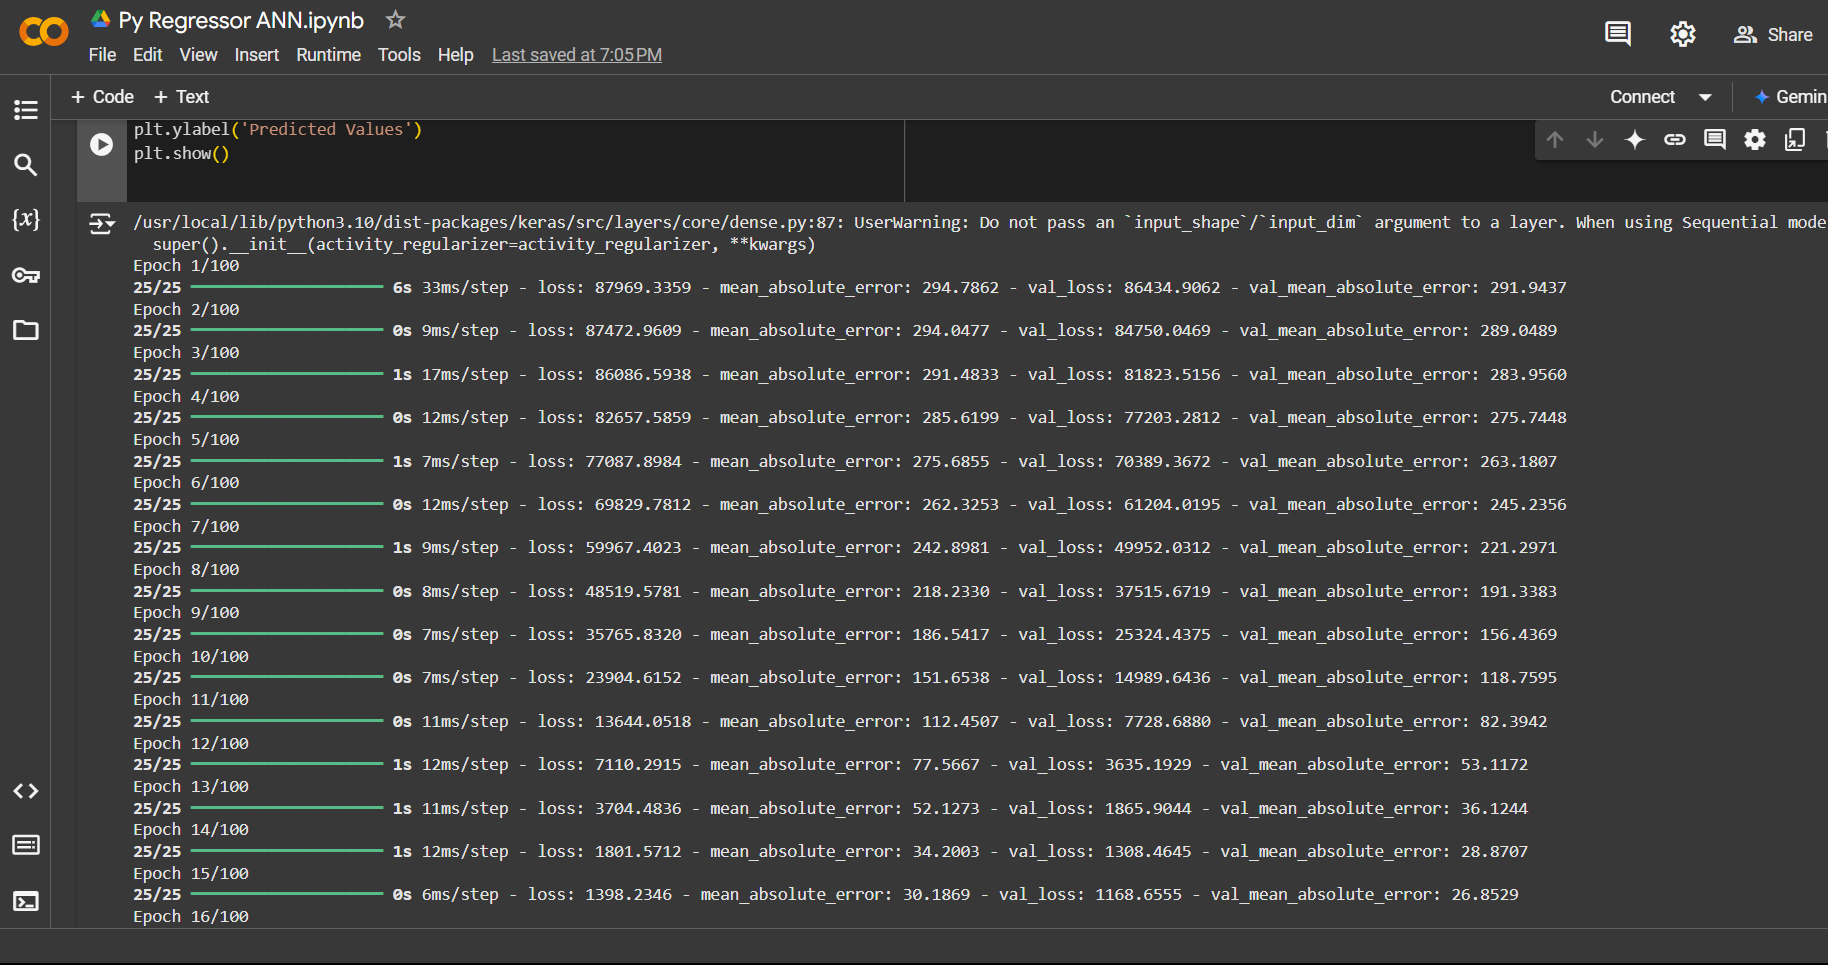 Py Regressor ANN.ipynb
File Edit View Insert Runtime Tools Help Last saved at 7:05 PM
Share
+ Code + Text
Connect
plt.ylabel('Predicted Values')
plt.show()
{x}
/usr/local/lib/python3.10/dist-packages/keras/src/layers/core/dense.py:87: UserWarning: Do not pass an `input_shape`/`input_dim` argument to a layer. When using Sequential mode
super().__init__(activity_regularizer=activity_regularizer, **kwargs)
Epoch 1/100
25/25 6s 33ms/step - loss: 87969.3359 - mean_absolute_error: 294.7862 - val_loss: 86434.9062 - val_mean_absolute_error: 291.9437
Epoch 2/100
25/25 0s 9ms/step - loss: 87472.9609 - mean_absolute_error: 294.0477 - val_loss: 84750.0469 - val_mean_absolute_error: 289.0489
Epoch 3/100
25/25 1s 17ms/step - loss: 86086.5938 - mean_absolute_error: 291.4833 - val_loss: 81823.5156 - val_mean_absolute_error: 283.9560
Epoch 4/100
25/25 0s 12ms/step - loss: 82657.5859 - mean_absolute_error: 285.6199 - val_loss: 77203.2812 - val_mean_absolute_error: 275.7448
Epoch 5/100
25/25 1s 7ms/step - loss: 77087.8984 - mean_absolute_error: 275.6855 - val_loss: 70389.3672 - val_mean_absolute_error: 263.1807
Epoch 6/100
25/25 0s 12ms/step - loss: 69829.7812 - mean_absolute_error: 262.3253 - val_loss: 61204.0195 - val_mean_absolute_error: 245.2356
Epoch 7/100
25/25 1s 9ms/step - loss: 59967.4023 - mean_absolute_error: 242.8981 - val_loss: 49952.0312 - val_mean_absolute_error: 221.2971
Epoch 8/100
25/25 0s 8ms/step - loss: 48519.5781 - mean_absolute_error: 218.2330 - val_loss: 37515.6719 - val_mean_absolute_error: 191.3383
Epoch 9/100
25/25 0s 7ms/step - loss: 35765.8320 - mean_absolute_error: 186.5417 - val_loss: 25324.4375 - val_mean_absolute_error: 156.4369
Epoch 10/100
25/25 0s 7ms/step - loss: 23904.6152 - mean_absolute_error: 151.6538 - val_loss: 14989.6436 - val_mean_absolute_error: 118.7595
Epoch 11/100
25/25 0s 11ms/step - loss: 13644.0518 - mean_absolute_error: 112.4507 - val_loss: 7728.6880 - val_mean_absolute_error: 82.3942
Epoch 12/100
25/25 1s 12ms/step - loss: 7110.2915 - mean_absolute_error: 77.5667 - val_loss: 3635.1929 - val_mean_absolute_error: 53.1172
Epoch 13/100
25/25 1s 11ms/step - loss: 3704.4836 - mean_absolute_error: 52.1273 - val_loss: 1865.9044 - val_mean_absolute_error: 36.1244
Epoch 14/100
25/25 1s 12ms/step - loss: 1801.5712 - mean_absolute_error: 34.2003 - val_loss: 1308.4645 - val_mean_absolute_error: 28.8707
Epoch 15/100
25/25 0s 6ms/step - loss: 1398.2346 - mean_absolute_error: 30.1869 - val_loss: 1168.6555 - val_mean_absolute_error: 26.8529
Epoch 16/100